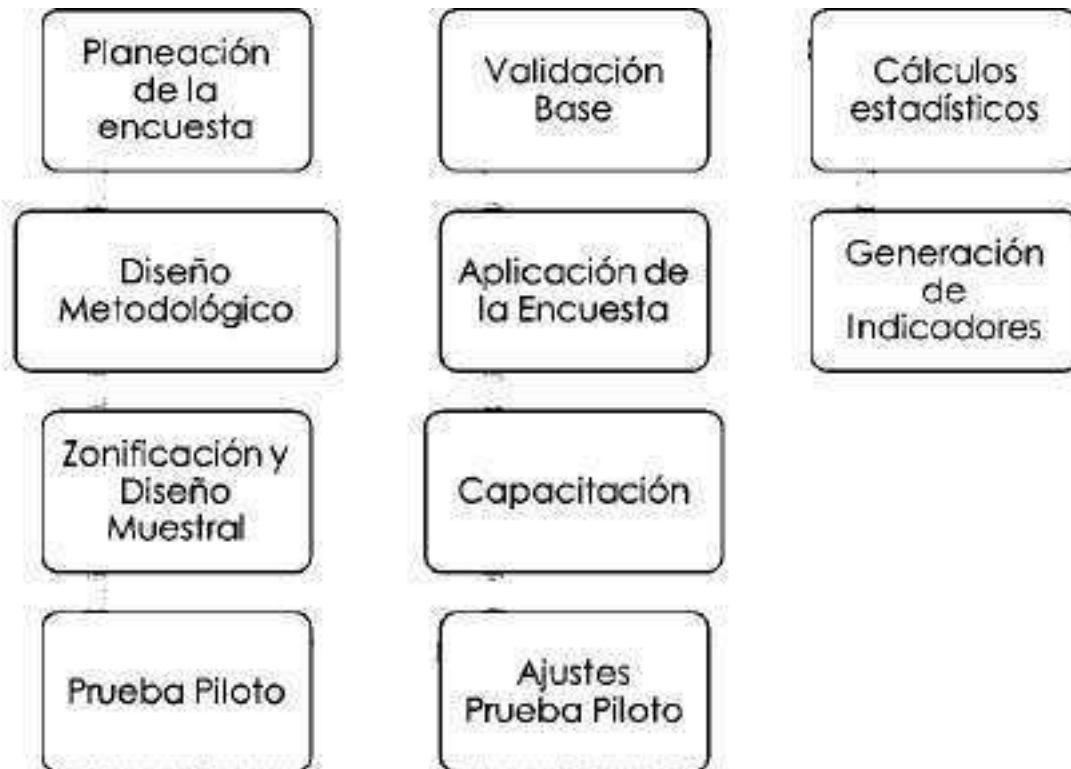 Planeación
de la
encuesta
Diseño
Metodológico
Zonificación y
Diseño
Muestral
Prueba Piloto
Validación
Base
Aplicación de
la Encuesta
Capacitación
Ajustes
Prueba Piloto
Cálculos
estadísticos
Generación
de
Indicadores